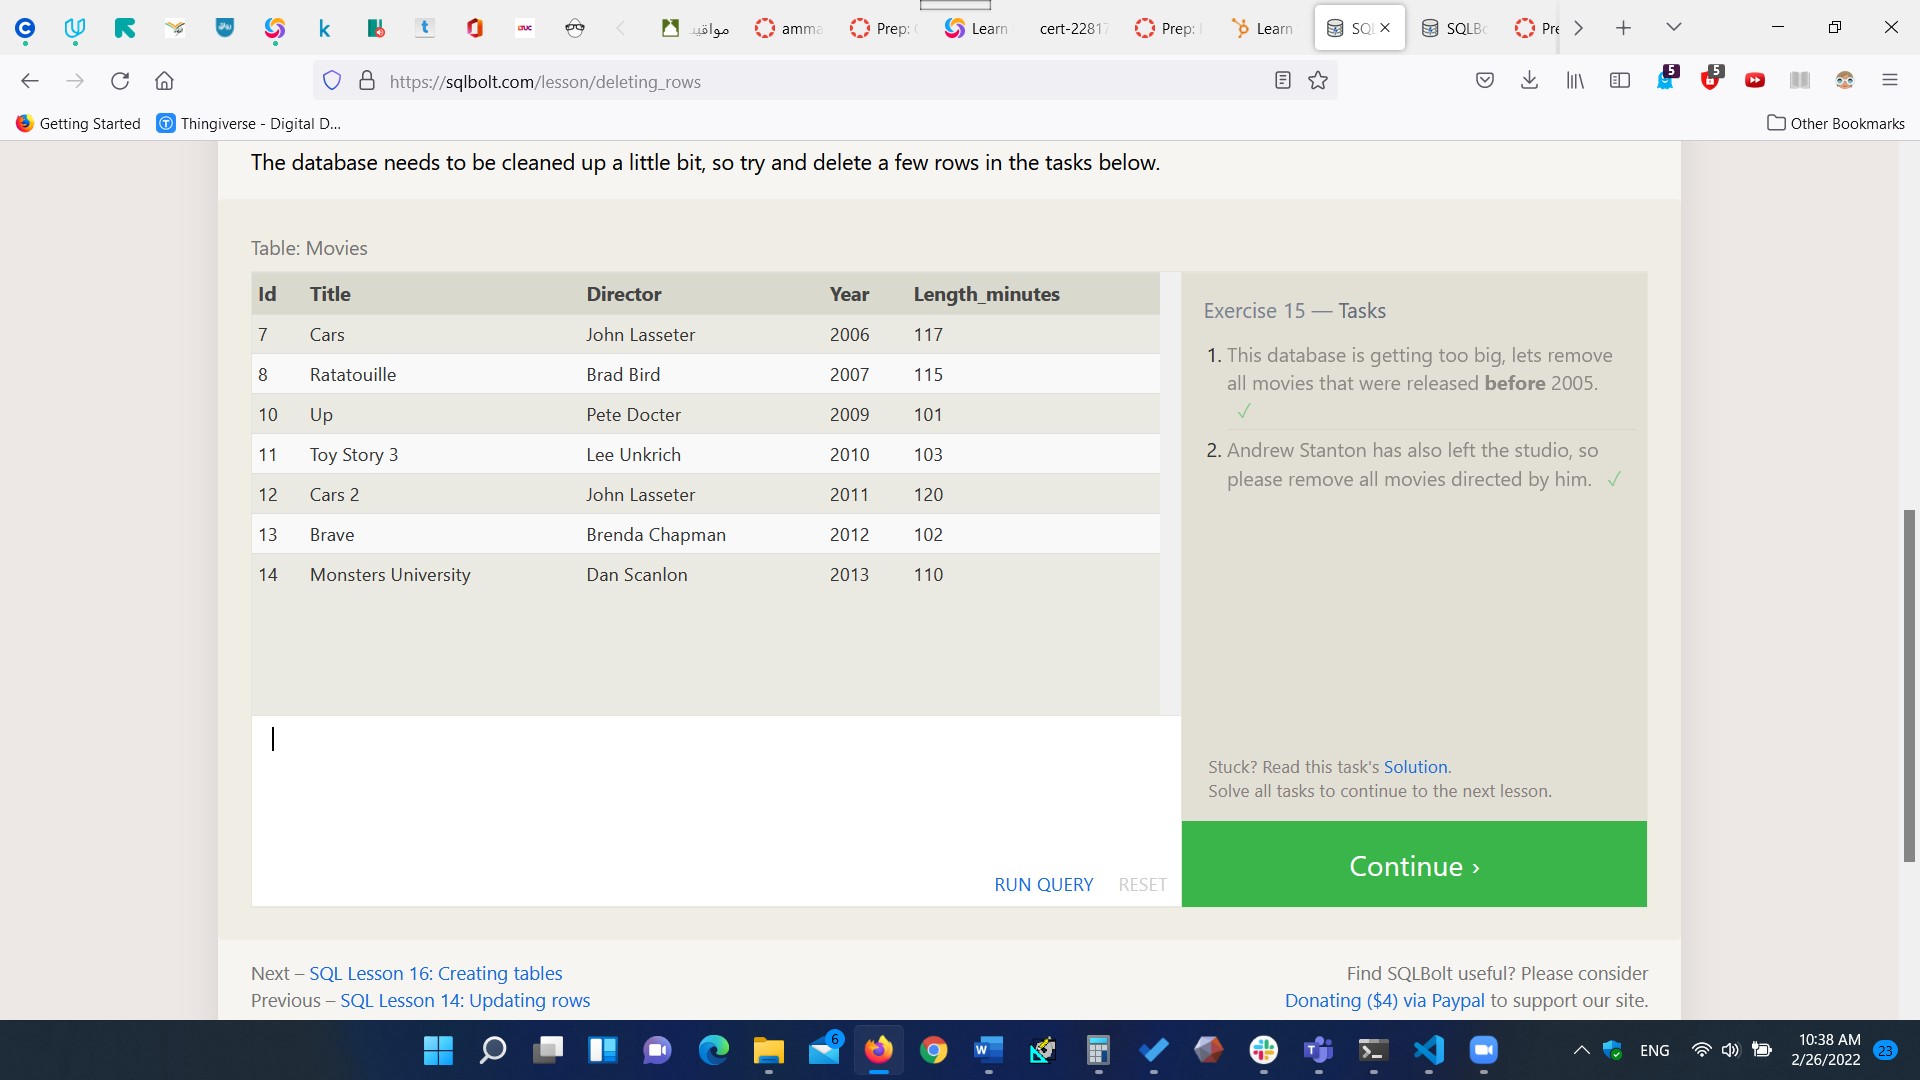 مواقيت
amma
Prep:
Learn
cert-22817
Prep:
Learn
SQL
SQLBo
Pre
https://sqlbolt.com/lesson/deleting_rows
5
5
Getting Started
Thingiverse - Digital D...
Other Bookmarks
The database needs to be cleaned up a little bit, so try and delete a few rows in the tasks below.
Table: Movies
Id Title Director Year Length_minutes
7 Cars John Lasseter 2006 117
8 Ratatouille Brad Bird 2007 115
10 Up Pete Docter 2009 101
11 Toy Story 3 Lee Unkrich 2010 103
12 Cars 2 John Lasseter 2011 120
13 Brave Brenda Chapman 2012 102
14 Monsters University Dan Scanlon 2013 110
Exercise 15 — Tasks
1. This database is getting too big, lets remove
all movies that were released before 2005.
✓
2. Andrew Stanton has also left the studio, so
please remove all movies directed by him. ✓
Stuck? Read this task's Solution.
Solve all tasks to continue to the next lesson.
RUN QUERY RESET
Continue ›
Next – SQL Lesson 16: Creating tables
Previous – SQL Lesson 14: Updating rows
Find SQLBolt useful? Please consider
Donating ($4) via Paypal to support our site.
6
ENG
10:38 AM
2/26/2022
23